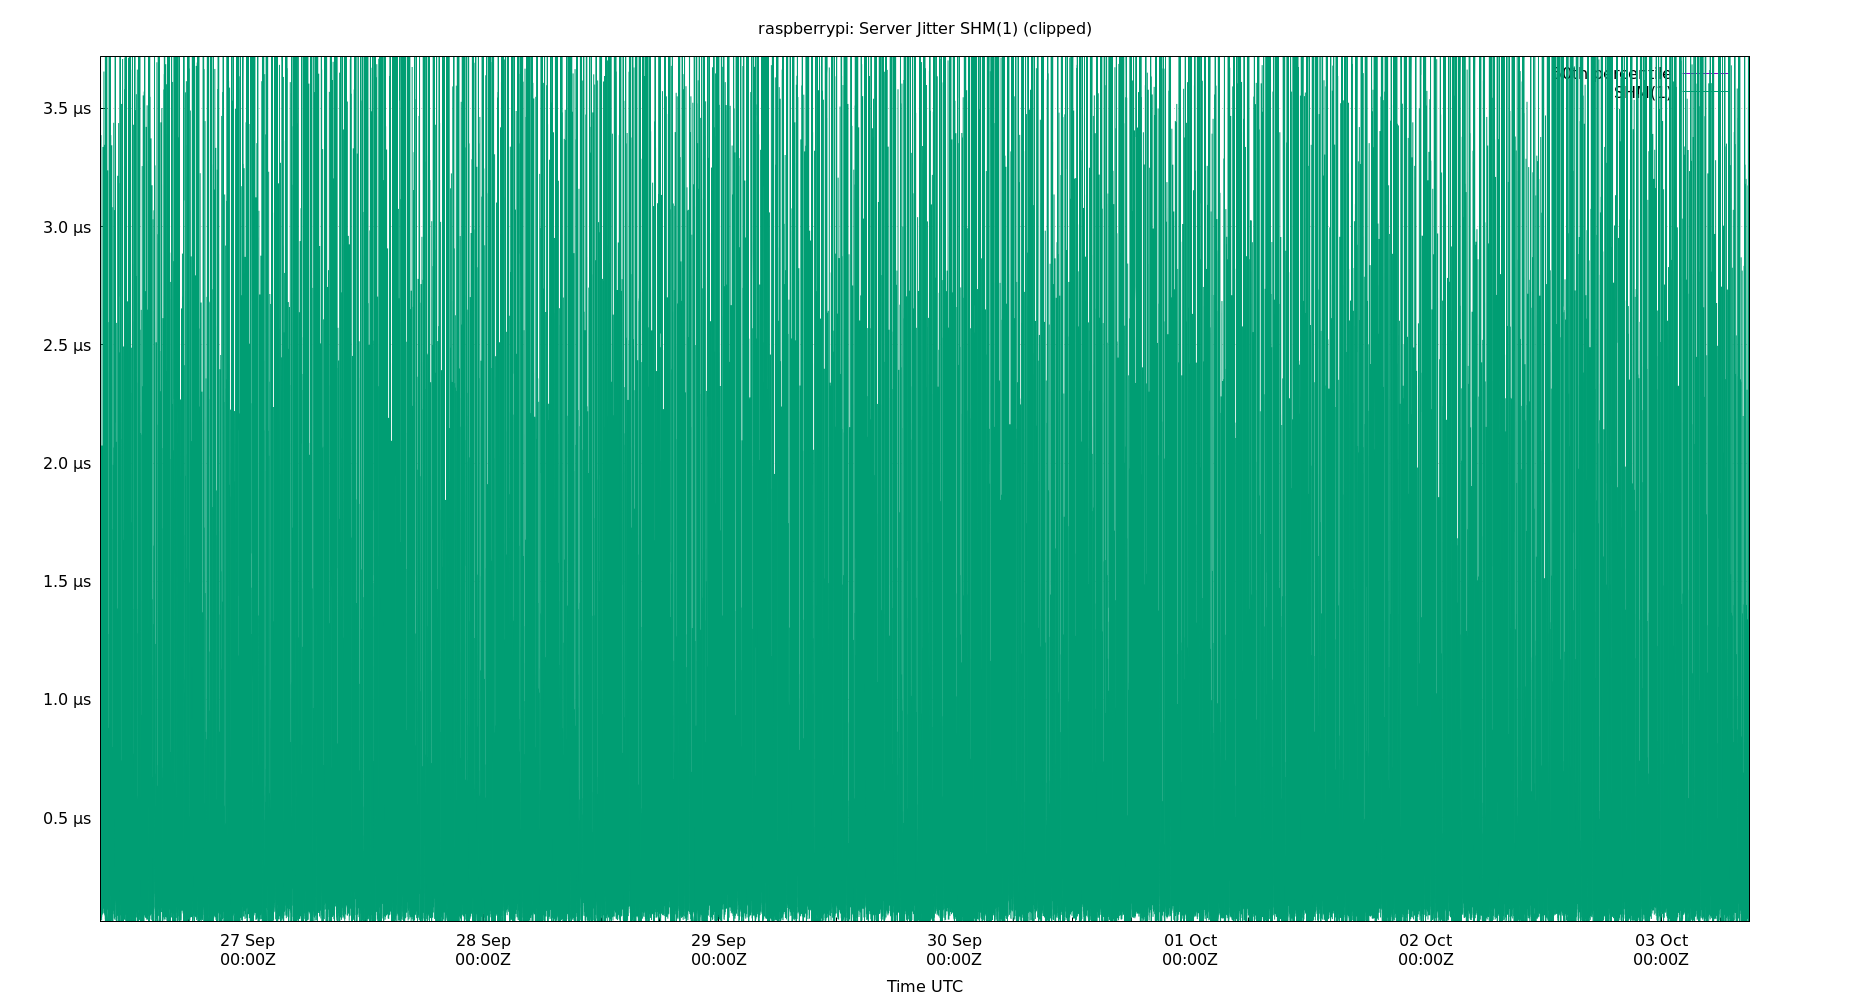 raspberrypi: Server Jitter SHM(1) (clipped)
percentile
SHM(1)
3.5 µs
3.0 µs
2.5 µs
2.0 µs
1.5 µs
1.0 µs
0.5 µs
27 Sep 28 Sep 29 Sep 30 Sep 01 Oct 02 Oct 03 Oct
00:00Z 00:00Z 00:00Z 00:00Z 00:00Z 00:00Z 00:00Z
Time UTC